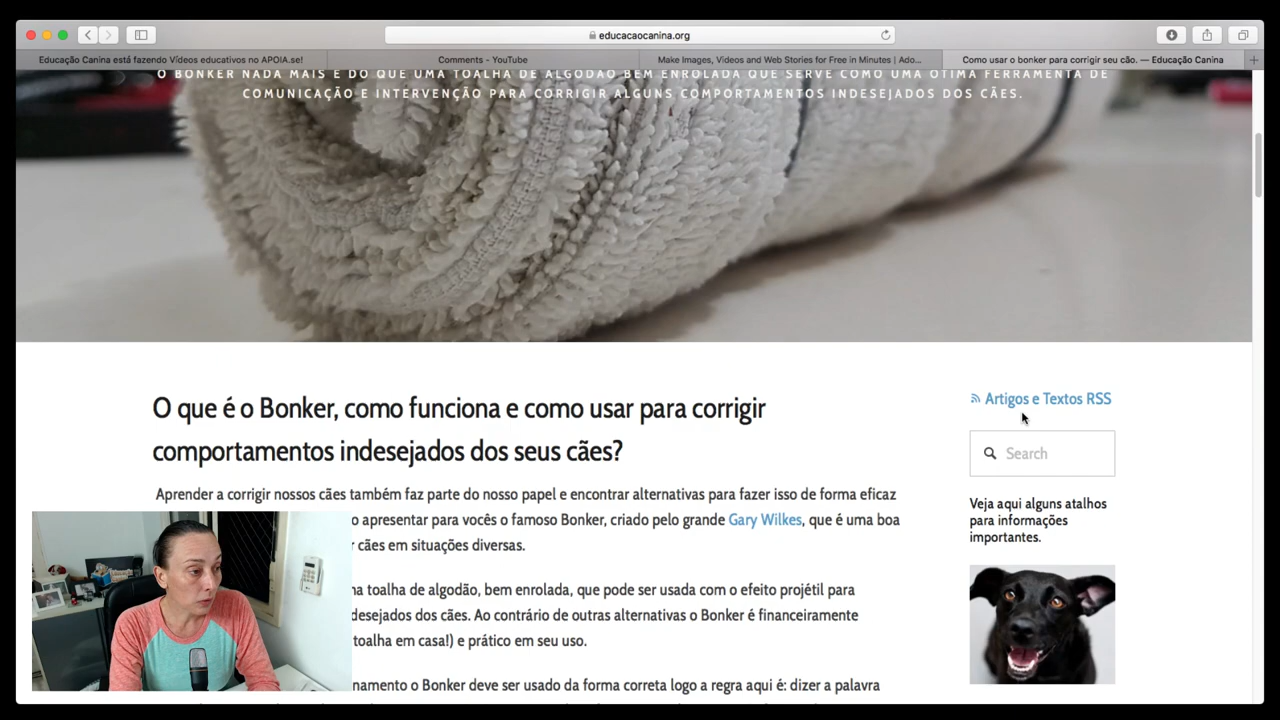 educacaocanina.org
Educação Canina está fazendo Vídeos educativos no APOIA.se!
Comments - YouTube
Make Images, Videos and Web Stories for Free in Minutes | Ado...
Como usar o bonker para corrigir seu cão. — Educação Canina
O BONKER NADA MAIS É DO QUE UMA TOALHA DE ALGODÃO BEM ENROLADA QUE SERVE COMO UMA ÓTIMA FERRAMENTA DE
COMUNICAÇÃO E INTERVENÇÃO PARA CORRIGIR ALGUNS COMPORTAMENTOS INDESEJADOS DOS CÃES.
O que é o Bonker, como funciona e como usar para corrigir
comportamentos indesejados dos seus cães?
Aprender a corrigir nossos cães também faz parte do nosso papel e encontrar alternativas para fazer isso de forma eficaz
o apresentar para vocês o famoso Bonker, criado pelo grande Gary Wilkes, que é uma boa
cães em situações diversas.
toalha de algodão, bem enrolada, que pode ser usada com o efeito projétil para
desejados dos cães. Ao contrário de outras alternativas o Bonker é financeiramente
toalha em casa!) e prático em seu uso.
namento o Bonker deve ser usado da forma correta logo a regra aqui é: dizer a palavra
Artigos e Textos RSS
Search
Veja aqui alguns atalhos
para informações
importantes.